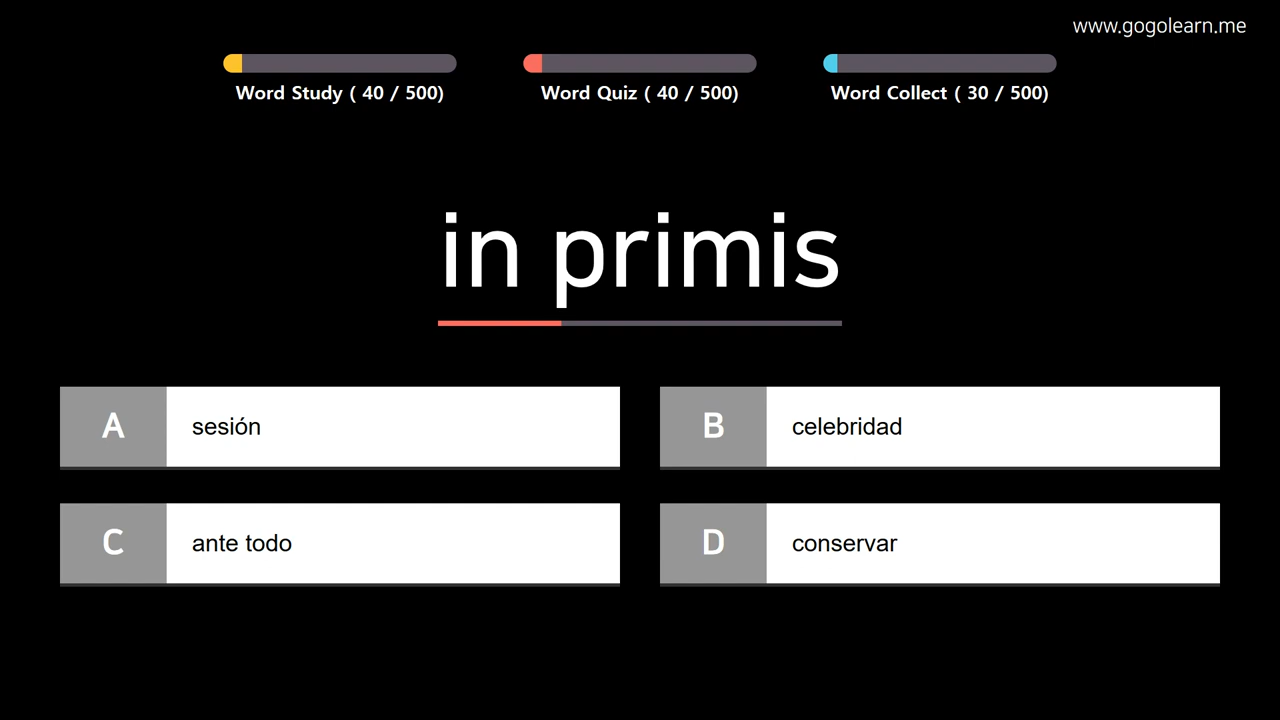 www.gogolearn.me
Word Study ( 40 / 500)
Word Quiz ( 40 / 500)
Word Collect ( 30 / 500)
in primis
A sesión
B celebridad
C ante todo
D conservar